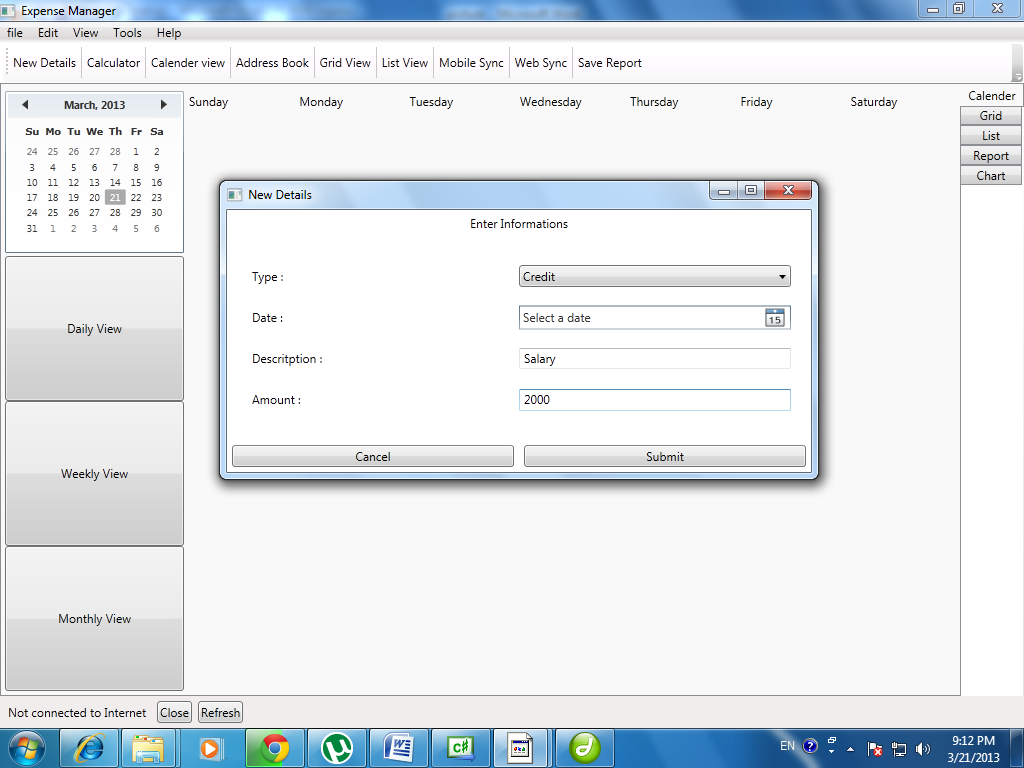 Expense Manager
file Edit View Tools Help
New Details Calculator Calender view Address Book Grid View List View Mobile Sync Web Sync Save Report
March, 2013
Su Mo Tu We Th Fr Sa
24 25 26 27 28 1 2
3 4 5 6 7 8 9
10 11 12 13 14 15 16
17 18 19 20 21 22 23
24 25 26 27 28 29 30
31 1 2 3 4 5 6
Sunday Monday Tuesday Wednesday Thursday Friday Saturday
Calender
Grid
List
Report
Chart
Daily View
Weekly View
Monthly View
New Details
Enter Informations
Type : Credit
Date : Select a date 15
Descritption : Salary
Amount : 2000
Cancel Submit
Not connected to Internet Close Refresh
EN
9:12 PM
3/21/2013